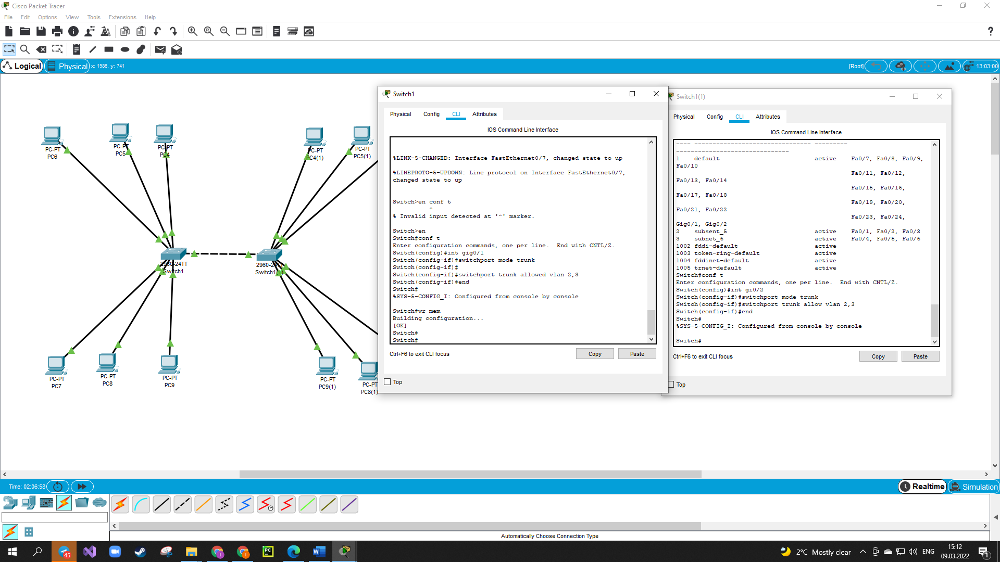 Cisco Packet Tracer
File Edit Options View Tools Extensions Help
Logical Physical x: 1986, y: 741 [Root] 13:03:00
PC-PT
PC6
PC-PT
PC5
PC-PT
PC4
PC-PT
PC4(1)
PC-PT
PC5(1)
2960-24TT
Switch1
2960-24TT
Switch1(1)
PC-PT
PC7
PC-PT
PC8
PC-PT
PC9
PC-PT
PC9(1)
PC-PT
PC8(1)
Switch1
Physical Config CLI Attributes
IOS Command Line Interface
%LINK-5-CHANGED: Interface FastEthernet0/7, changed state to up
%LINEPROTO-5-UPDOWN: Line protocol on Interface FastEthernet0/7,
changed state to up
Switch>en conf t
^
% Invalid input detected at '^' marker.
Switch>en
Switch#conf t
Enter configuration commands, one per line. End with CNTL/Z.
Switch(config)#int gig0/1
Switch(config-if)#switchport mode trunk
Switch(config-if)#
Switch(config-if)#switchport trunk allowed vlan 2,3
Switch(config-if)#end
Switch#
%SYS-5-CONFIG_I: Configured from console by console
Switch#wr mem
Building configuration...
[OK]
Switch#
Switch#
Ctrl+F6 to exit CLI focus
Copy Paste
Top
Switch1(1)
Physical Config CLI Attributes
IOS Command Line Interface
---- -------------------------------- ---------
-------------------------------
1 default active Fa0/7, Fa0/8, Fa0/9,
Fa0/10
Fa0/11, Fa0/12,
Fa0/13, Fa0/14
Fa0/15, Fa0/16,
Fa0/17, Fa0/18
Fa0/19, Fa0/20,
Fa0/21, Fa0/22
Fa0/23, Fa0/24,
Gig0/1, Gig0/2
2 subsent_5 active Fa0/1, Fa0/2, Fa0/3
3 subnet_6 active Fa0/4, Fa0/5, Fa0/6
1002 fddi-default active
1003 token-ring-default active
1004 fddinet-default active
1005 trnet-default active
Switch#conf t
Enter configuration commands, one per line. End with CNTL/Z.
Switch(config)#int gi0/2
Switch(config-if)#switchport mode trunk
Switch(config-if)#switchport trunk allow vlan 2,3
Switch(config-if)#end
Switch#
%SYS-5-CONFIG_I: Configured from console by console
Switch#
Ctrl+F6 to exit CLI focus
Copy Paste
Top
Time: 02:06:58
Realtime Simulation
Automatically Choose Connection Type
46
PC
2°C Mostly clear
ENG
15:12
09.03.2022
1